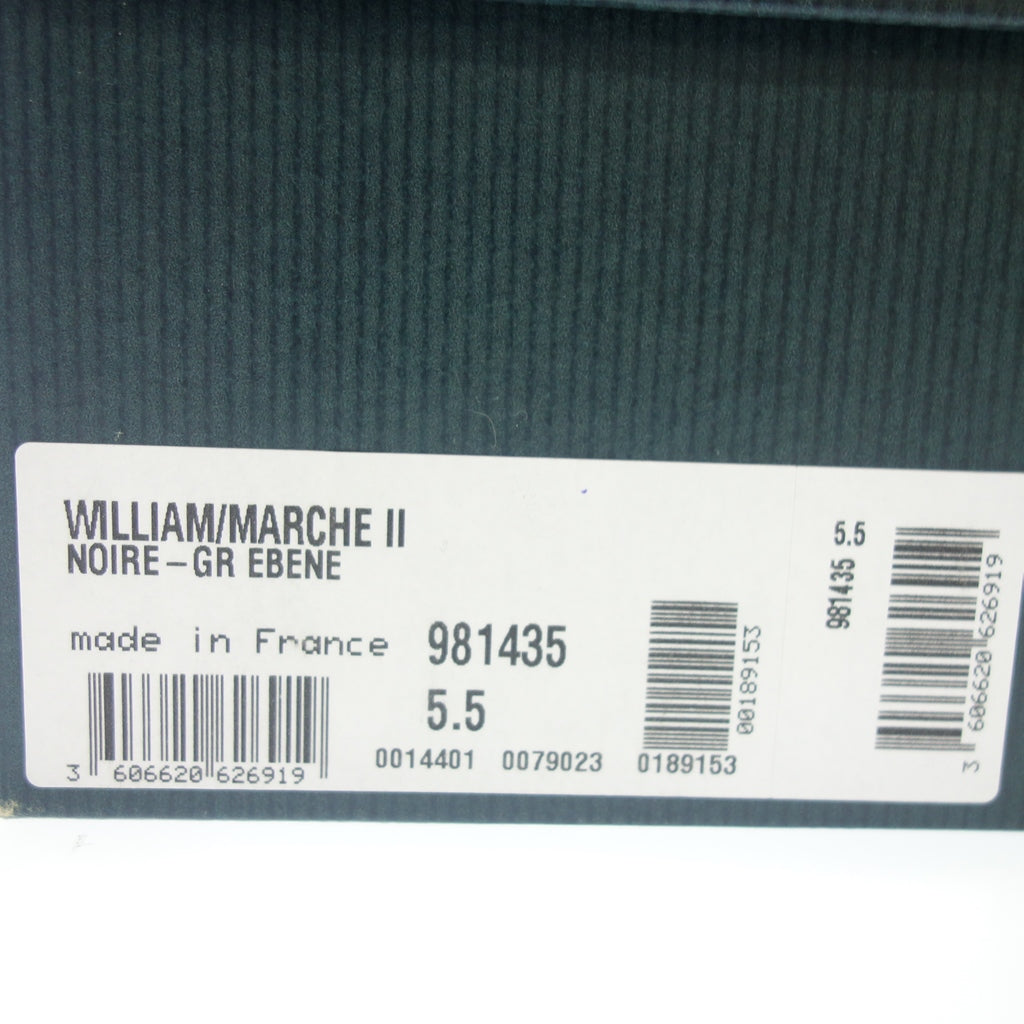 WILLIAM/MARCHE II
NOIRE-GR EBENE
made in France
981435
5.5
3 606620 626919
0014401 0079023 0189153
00189153
5.5
981435
3 606620 626919